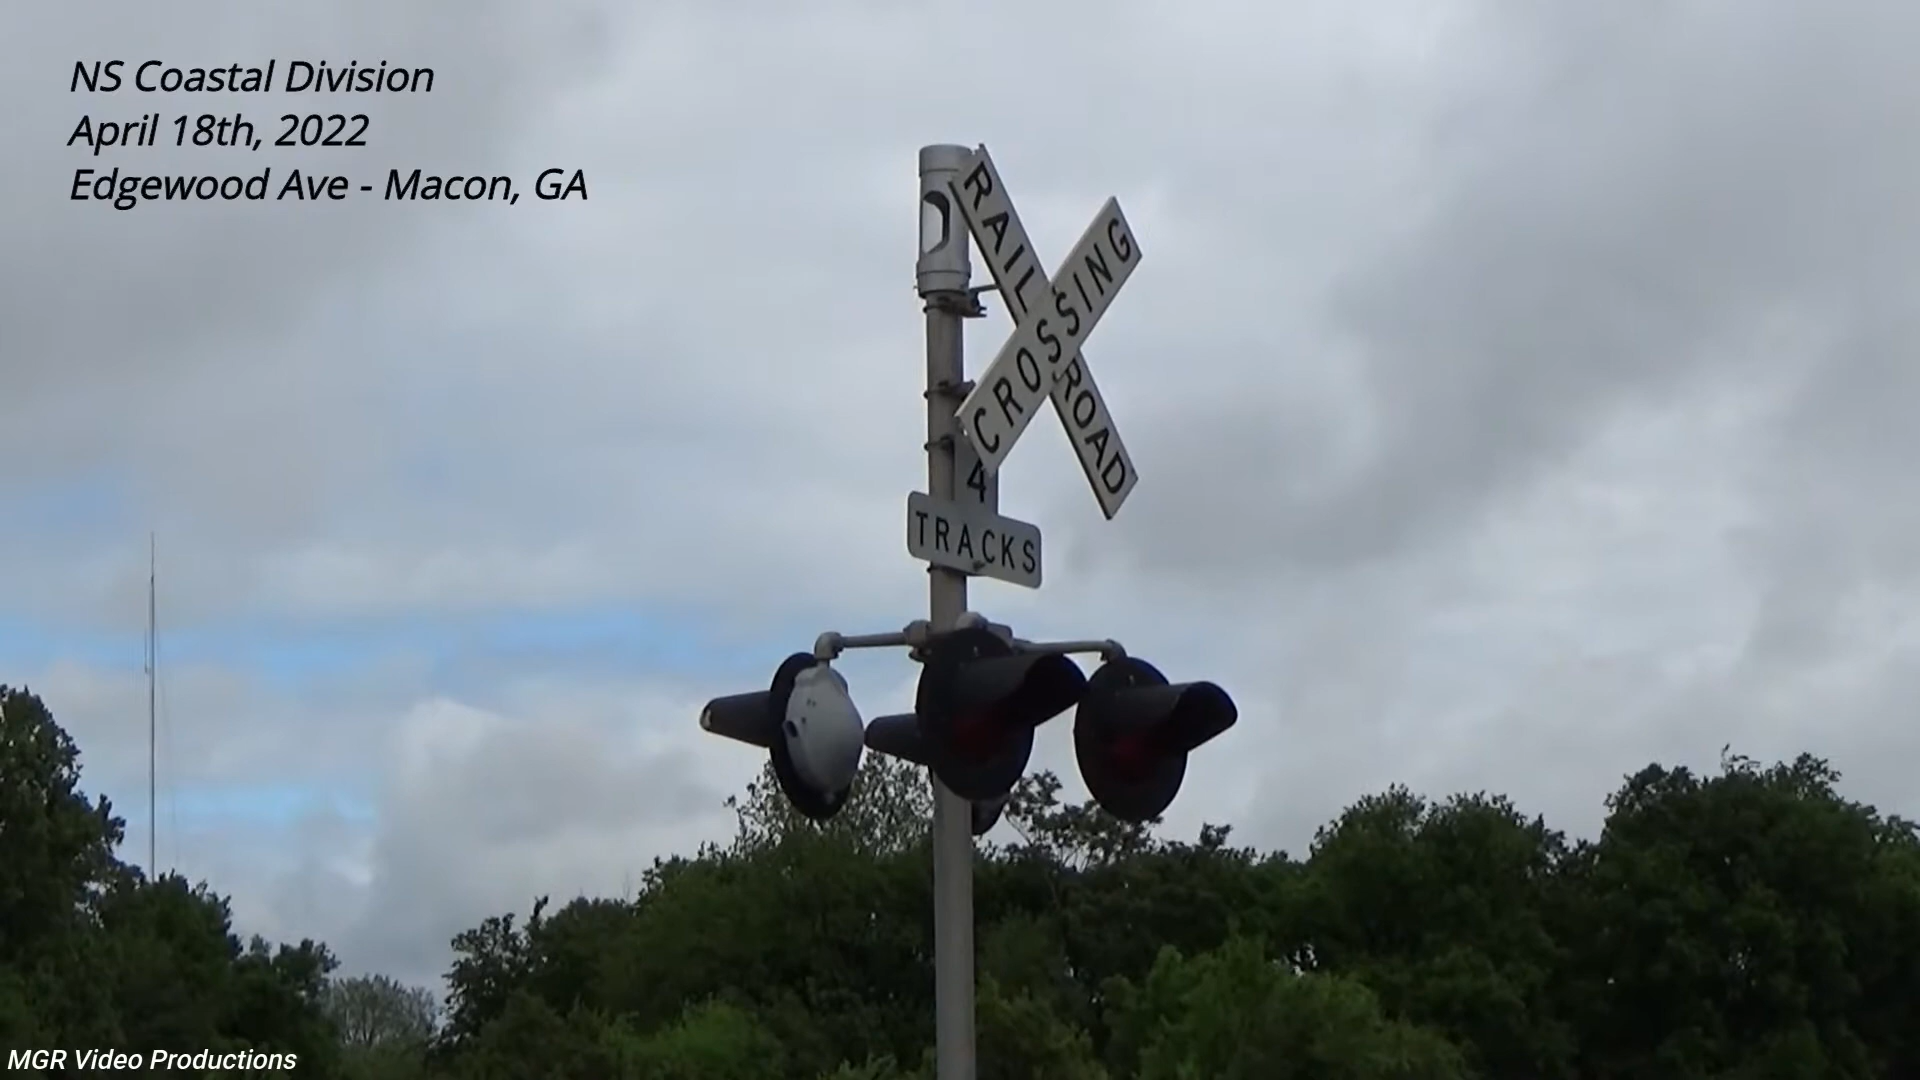 NS Coastal Division
April 18th, 2022
Edgewood Ave - Macon, GA
RAILROAD
CROSSING
4
TRACKS
MGR Video Productions